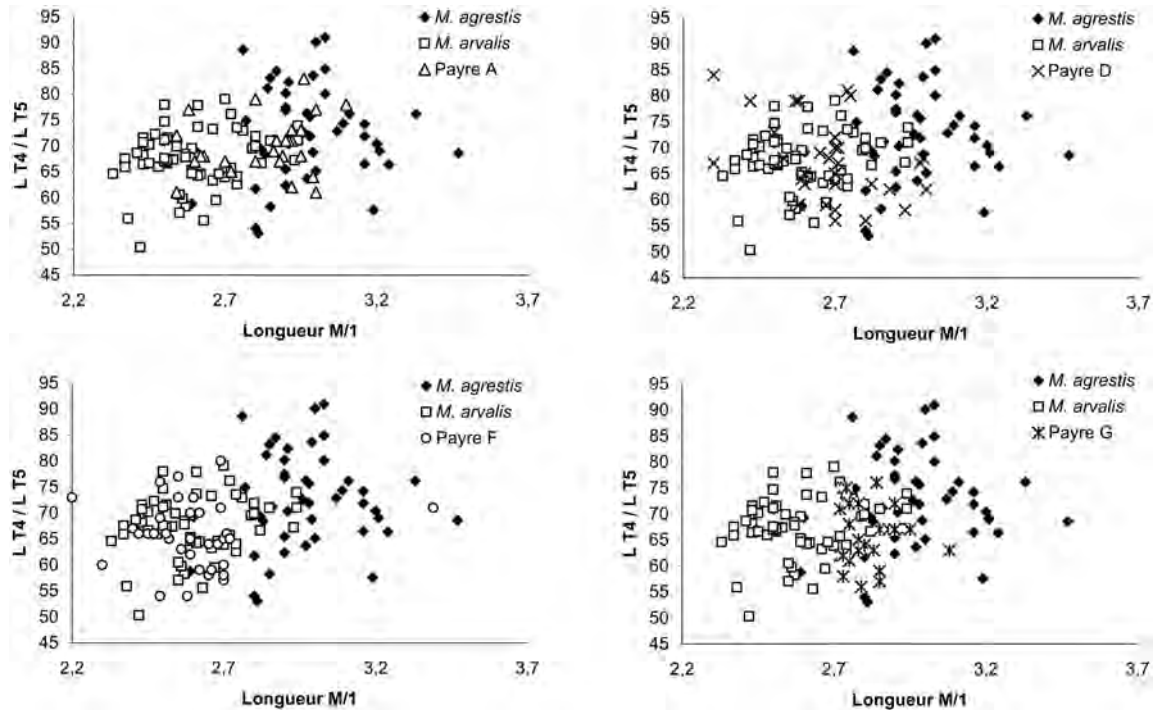 M. agrestis
M. arvalis
Payre A
L T4 / L T5
95
90
85
80
75
70
65
60
55
50
45
2,2 2,7 3,2 3,7
Longueur M/1
M. agrestis
M. arvalis
Payre D
L T4 / L T5
95
90
85
80
75
70
65
60
55
50
45
2,2 2,7 3,2 3,7
Longueur M/1
M. agrestis
M. arvalis
Payre F
L T4 / L T5
95
90
85
80
75
70
65
60
55
50
45
2,2 2,7 3,2 3,7
Longueur M/1
M. agrestis
M. arvalis
Payre G
L T4 / L T5
95
90
85
80
75
70
65
60
55
50
45
2,2 2,7 3,2 3,7
Longueur M/1